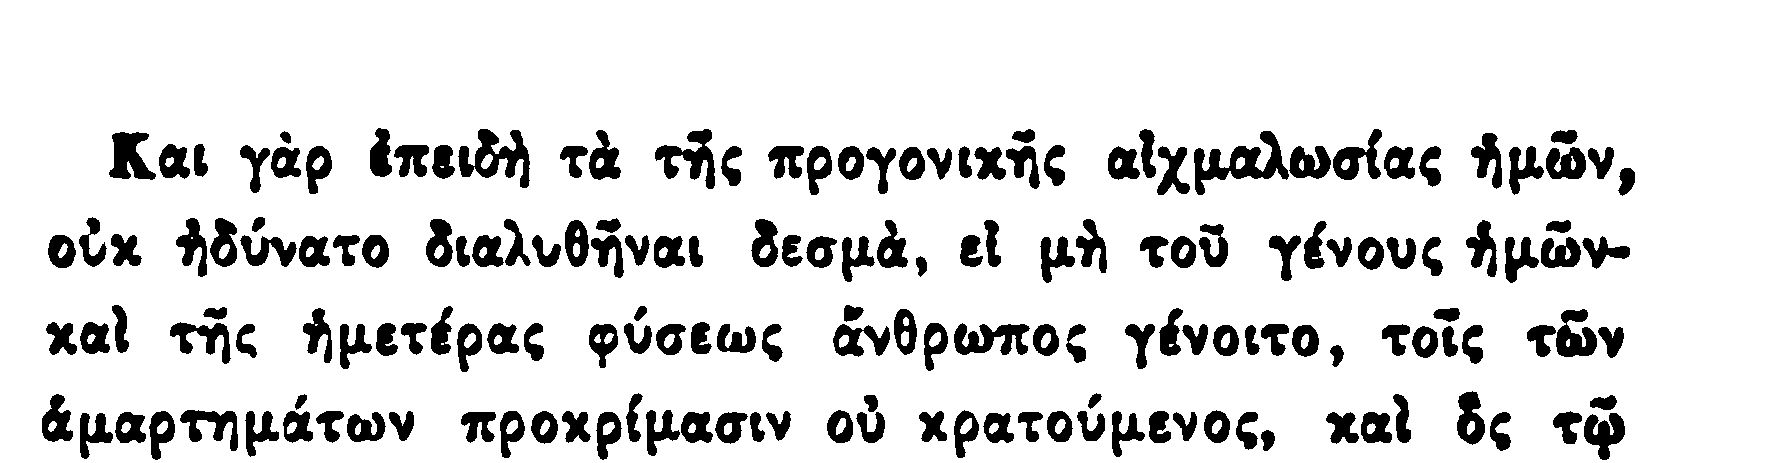 Και γὰρ ἐπειδὴ τὰ τῆς προγονικῆς αἰχμαλωσίας ἡμῶν,
οὐκ ἠδύνατο διαλυθῆναι δεσμὰ, εἰ μὴ τοῦ γένους ἡμῶν-
καὶ τῆς ἡμετέρας φύσεως ἄνθρωπος γένοιτο, τοῖς τῶν
ἁμαρτημάτων προκρίμασιν οὐ κρατούμενος, καὶ ὃς τῷ